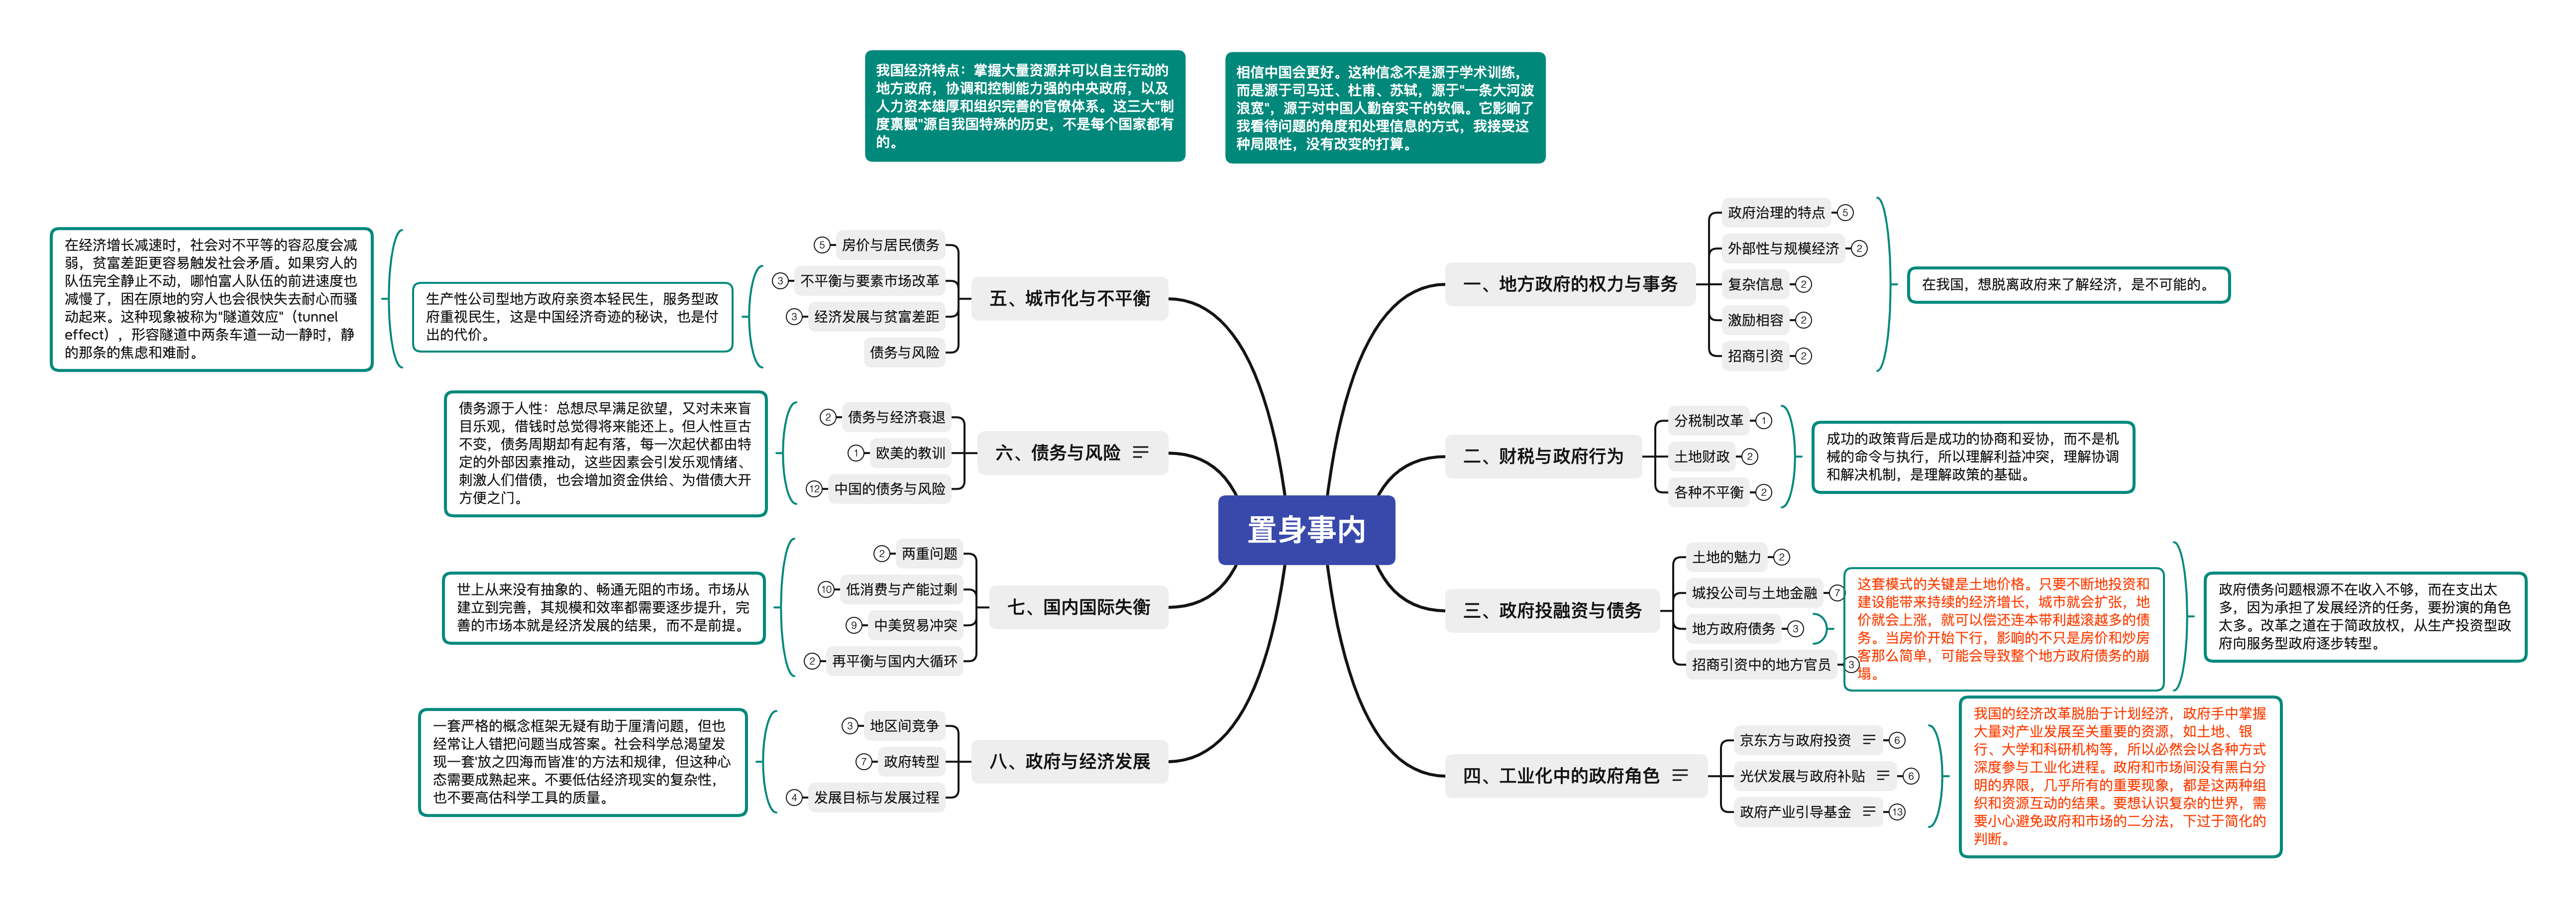 我国经济特点：掌握大量资源并可以自主行动的
地方政府，协调和控制能力强的中央政府，以及
人力资本雄厚和组织完善的官僚体系。这三大"制
度禀赋"源自我国特殊的历史，不是每个国家都有
的。
相信中国会更好。这种信念不是源于学术训练，
而是源于司马迁、杜甫、苏轼，源于"一条大河波
浪宽"，源于对中国人勤奋实干的钦佩。它影响了
我看待问题的角度和处理信息的方式，我接受这
种局限性，没有改变的打算。
置身事内
一、地方政府的权力与事务
政府治理的特点 5
外部性与规模经济 2
复杂信息 2
激励相容 2
招商引资 2
在我国，想脱离政府来了解经济，是不可能的。
二、财税与政府行为
分税制改革 1
土地财政 2
各种不平衡 2
成功的政策背后是成功的协商和妥协，而不是机
械的命令与执行，所以理解利益冲突，理解协调
和解决机制，是理解政策的基础。
三、政府投融资与债务
土地的魅力 2
城投公司与土地金融 7
地方政府债务 3
招商引资中的地方官员 3
这套模式的关键是土地价格。只要不断地投资和
建设能带来持续的经济增长，城市就会扩张，地
价就会上涨，就可以偿还连本带利越滚越多的债
务。当房价开始下行，影响的不只是房价和炒房
客那么简单，可能会导致整个地方政府债务的崩
塌。
政府债务问题根源不在收入不够，而在支出太
多，因为承担了发展经济的任务，要扮演的角色
太多。改革之道在于简政放权，从生产投资型政
府向服务型政府逐步转型。
四、工业化中的政府角色
京东方与政府投资 6
光伏发展与政府补贴 6
政府产业引导基金 13
我国的经济改革脱胎于计划经济，政府手中掌握
大量对产业发展至关重要的资源，如土地、银
行、大学和科研机构等，所以必然会以各种方式
深度参与工业化进程。政府和市场间没有黑白分
明的界限，几乎所有的重要现象，都是这两种组
织和资源互动的结果。要想认识复杂的世界，需
要小心避免政府和市场的二分法，下过于简化的
判断。
五、城市化与不平衡
5 房价与居民债务
3 不平衡与要素市场改革
3 经济发展与贫富差距
债务与风险
生产性公司型地方政府亲资本轻民生，服务型政
府重视民生，这是中国经济奇迹的秘诀，也是付
出的代价。
在经济增长减速时，社会对不平等的容忍度会减
弱，贫富差距更容易触发社会矛盾。如果穷人的
队伍完全静止不动，哪怕富人队伍的前进速度也
减慢了，困在原地的穷人也会很快失去耐心而骚
动起来。这种现象被称为"隧道效应"（tunnel
effect），形容隧道中两条车道一动一静时，静
的那条的焦虑和难耐。
六、债务与风险
2 债务与经济衰退
1 欧美的教训
12 中国的债务与风险
债务源于人性：总想尽早满足欲望，又对未来盲
目乐观，借钱时总觉得将来能还上。但人性亘古
不变，债务周期却有起有落，每一次起伏都由特
定的外部因素推动，这些因素会引发乐观情绪、
刺激人们借债，也会增加资金供给、为借债大开
方便之门。
七、国内国际失衡
2 两重问题
10 低消费与产能过剩
9 中美贸易冲突
2 再平衡与国内大循环
世上从来没有抽象的、畅通无阻的市场。市场从
建立到完善，其规模和效率都需要逐步提升，完
善的市场本就是经济发展的结果，而不是前提。
八、政府与经济发展
3 地区间竞争
7 政府转型
4 发展目标与发展过程
一套严格的概念框架无疑有助于厘清问题，但也
经常让人错把问题当成答案。社会科学总渴望发
现一套'放之四海而皆准'的方法和规律，但这种心
态需要成熟起来。不要低估经济现实的复杂性，
也不要高估科学工具的质量。